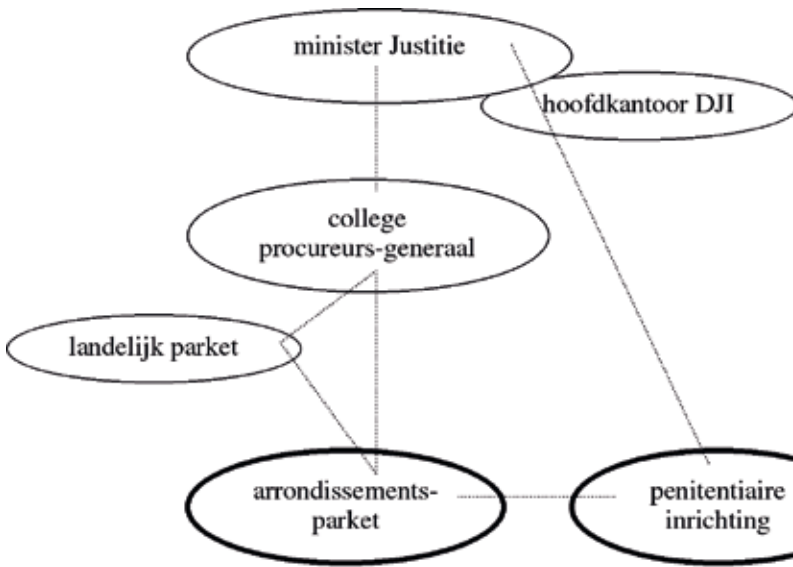 minister Justitie
hoofdkantoor DJI
college
procureurs-generaal
landelijk parket
arrondissements-
parket
penitentiaire
inrichting